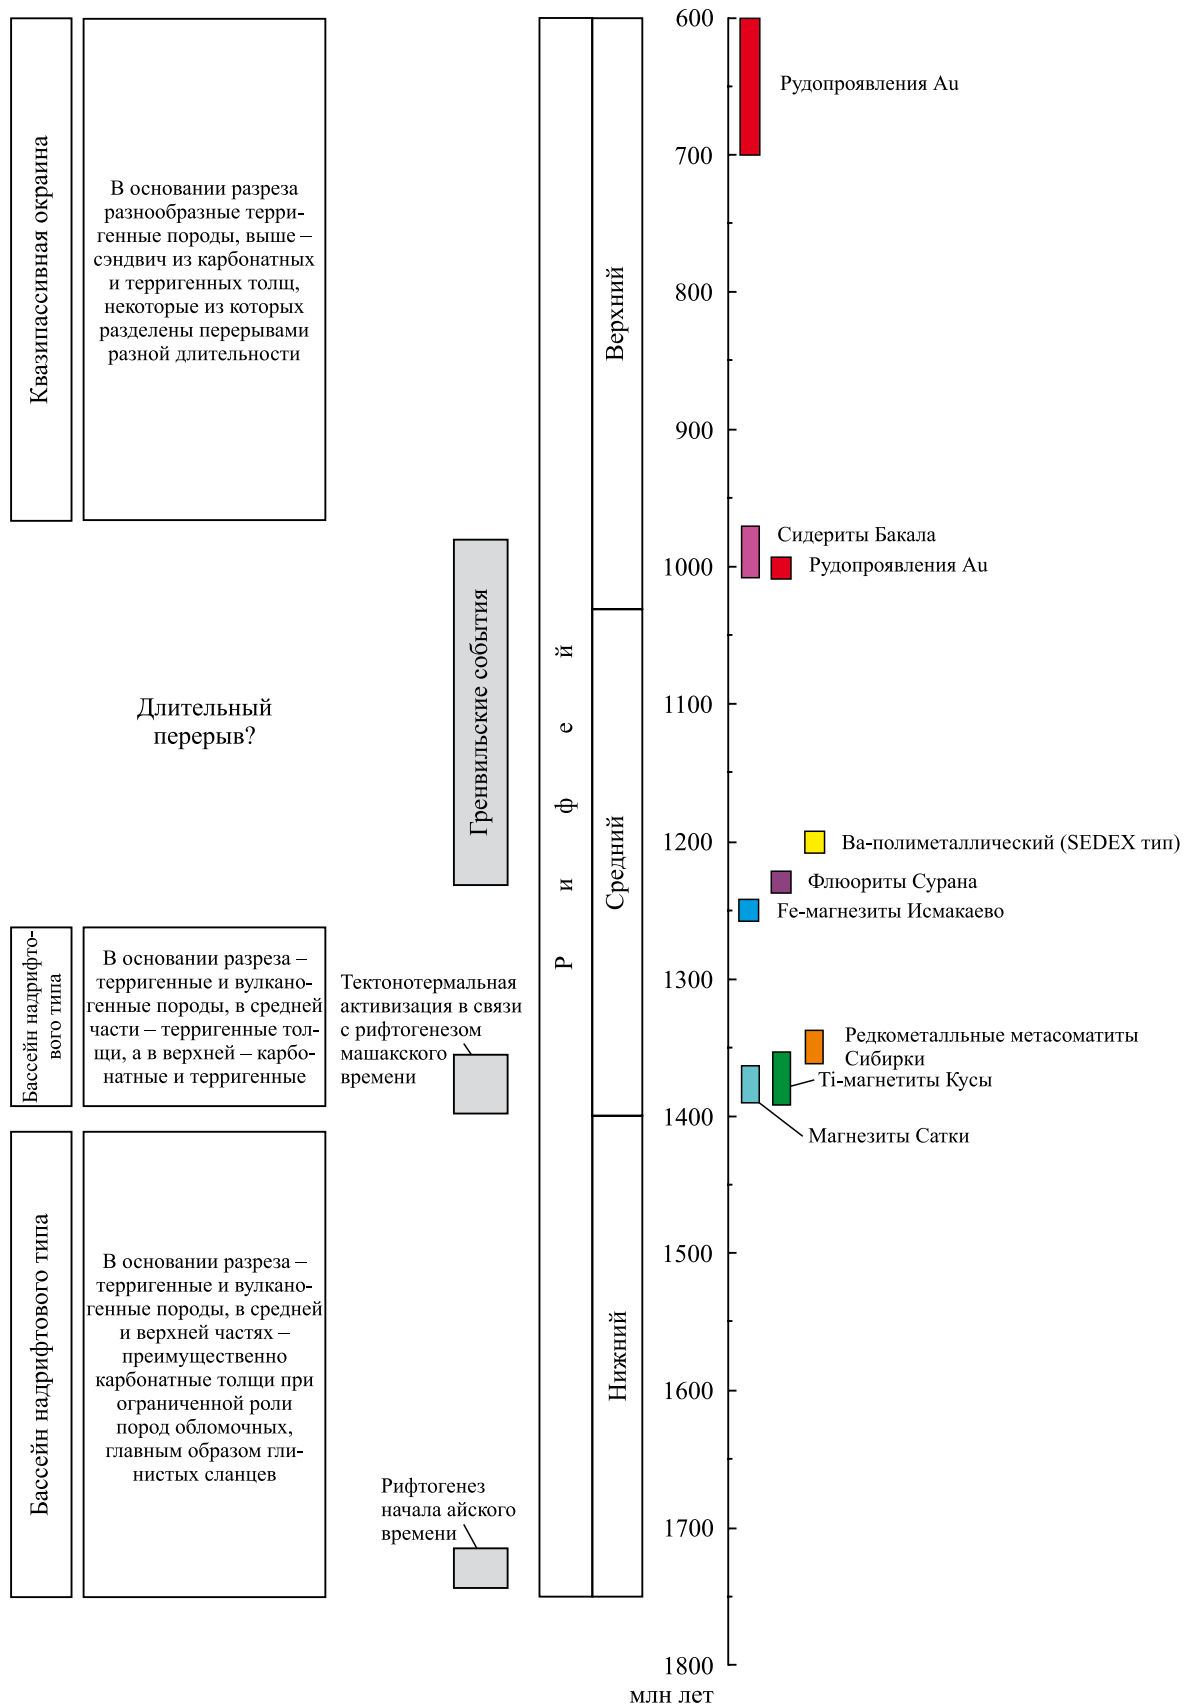 Квазипассивная окраина
В основании разреза
разнообразные терри-
генные породы, выше –
сэндвич из карбонатных
и терригенных толщ,
некоторые из которых
разделены перерывами
разной длительности
Длительный
перерыв?
Бассейн надрифто-
вого типа
В основании разреза –
терригенные и вулкано-
генные породы, в средней
части – терригенные тол-
щи, а в верхней – карбо-
натные и терригенные
Бассейн надрифтового типа
В основании разреза –
терригенные и вулкано-
генные породы, в средней
и верхней частях –
преимущественно
карбонатные толщи при
ограниченной роли
пород обломочных,
главным образом гли-
нистых сланцев
Гренвильские события
Тектонотермальная
активизация в связи
с рифтогенезом
машакского
времени
Рифтогенез
начала айского
времени
Рифей
Верхний
Средний
Нижний
600
700
800
900
1000
1100
1200
1300
1400
1500
1600
1700
1800
млн лет
Рудопроявления Au
Сидериты Бакала
Рудопроявления Au
Ba-полиметаллический (SEDEX тип)
Флюориты Сурана
Fe-магнезиты Исмакаево
Редкометалльные метасоматиты
Сибирки
Ti-магнетиты Кусы
Магнезиты Сатки